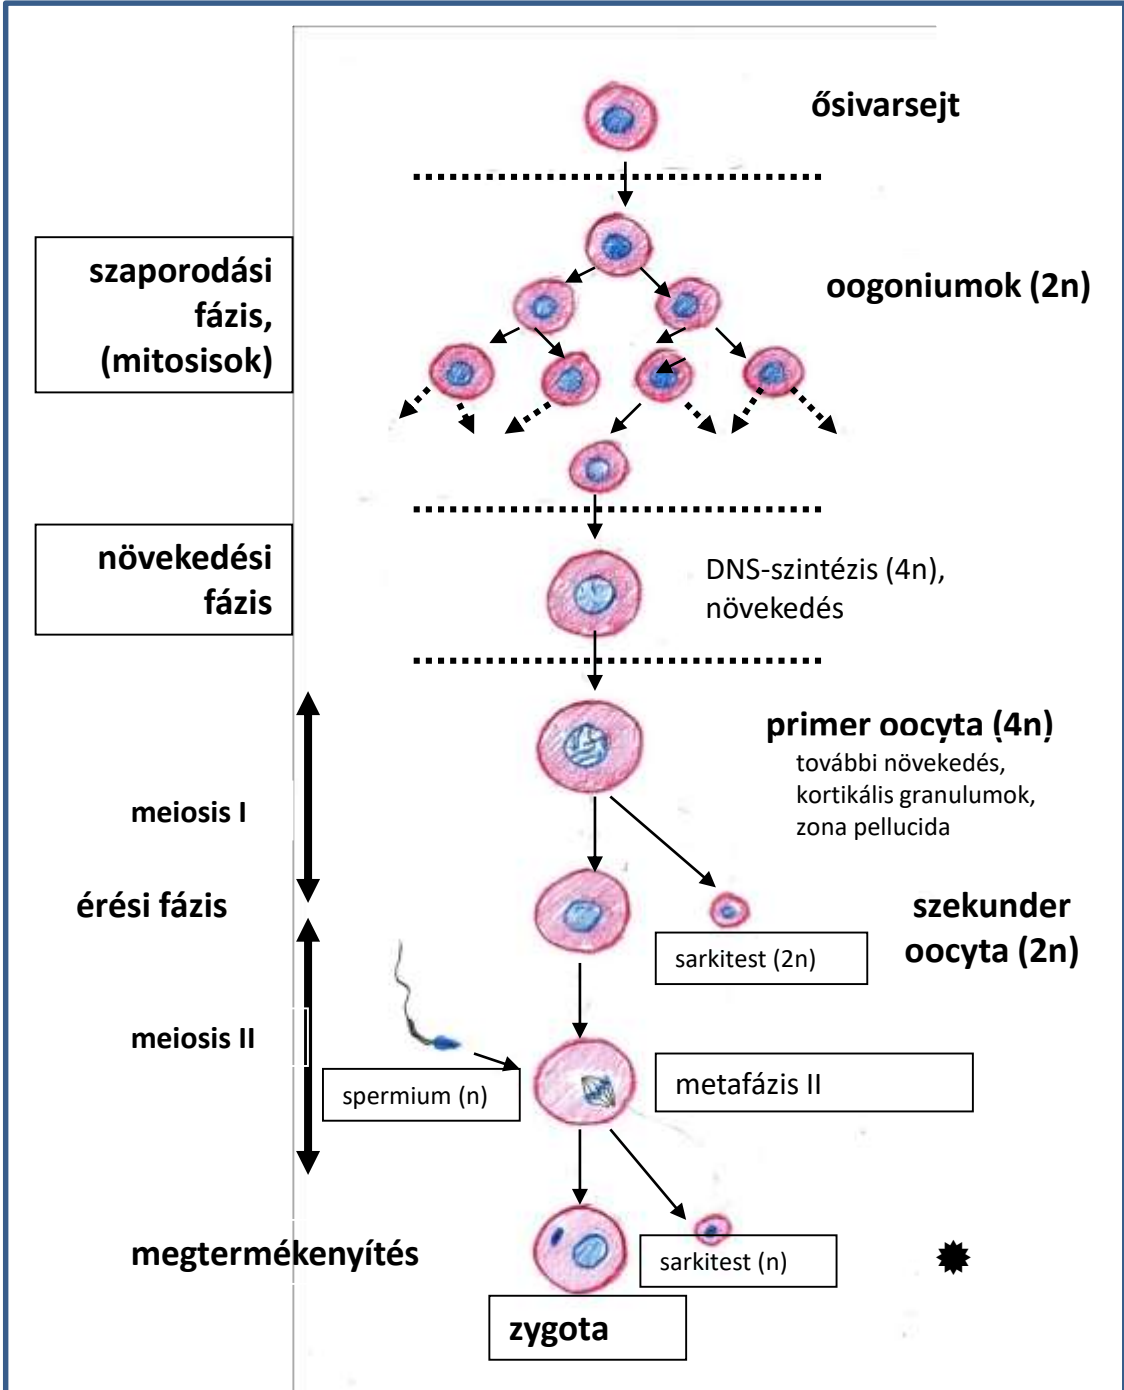 ősivarsejt
szaporodási
fázis,
(mitosisok)
oogoniumok (2n)
növekedési
fázis
DNS-szintézis (4n),
növekedés
primer oocyta (4n)
további növekedés,
kortikális granulumok,
zona pellucida
meiosis I
érési fázis
szekunder
oocyta (2n)
sarkitest (2n)
meiosis II
spermium (n)
metafázis II
megtermékenyítés
sarkitest (n)
zygota